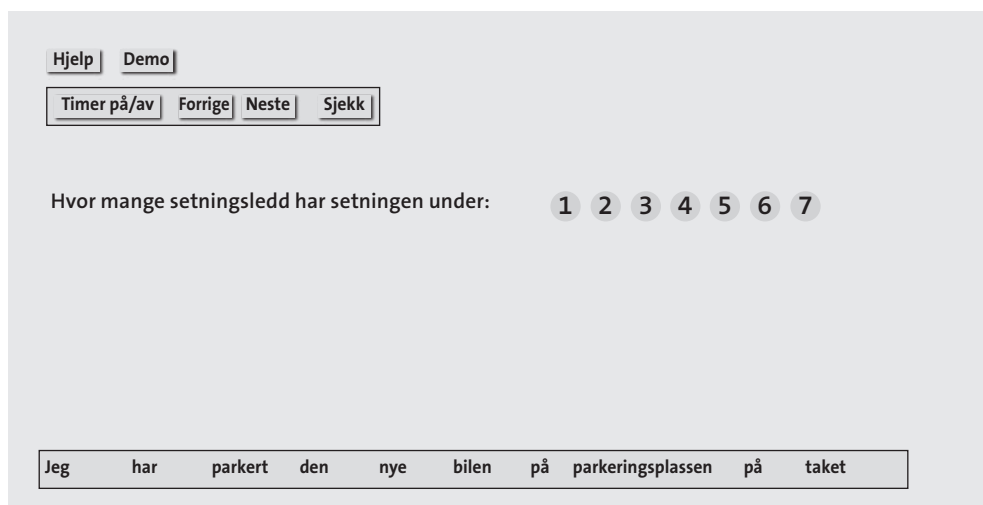 Hjelp Demo
Timer på/av Forrige Neste Sjekk
Hvor mange setningsledd har setningen under: 1 2 3 4 5 6 7
Jeg har parkert den nye bilen på parkeringsplassen på taket